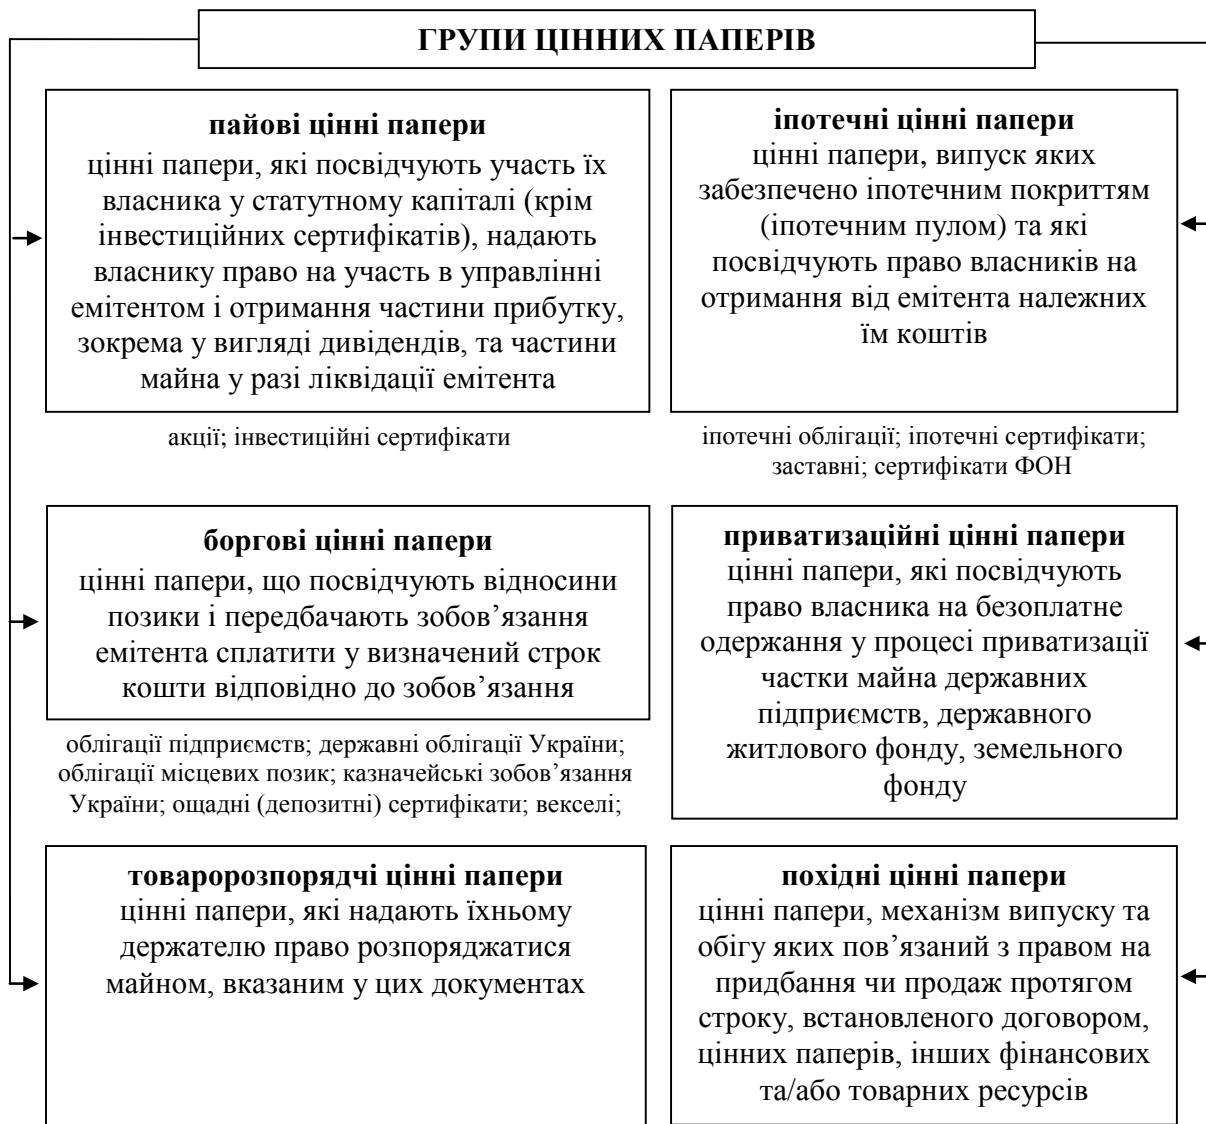 ГРУПИ ЦІННИХ ПАПЕРІВ
пайові цінні папери
цінні папери, які посвідчують участь їх
власника у статутному капіталі (крім
інвестиційних сертифікатів), надають
власнику право на участь в управлінні
емітентом і отримання частини прибутку,
зокрема у вигляді дивідендів, та частини
майна у разі ліквідації емітента
акції; інвестиційні сертифікати
іпотечні цінні папери
цінні папери, випуск яких
забезпечено іпотечним покриттям
(іпотечним пулом) та які
посвідчують право власників на
отримання від емітента належних
їм коштів
іпотечні облігації; іпотечні сертифікати;
заставні; сертифікати ФОН
боргові цінні папери
цінні папери, що посвідчують відносини
позики і передбачають зобов’язання
емітента сплатити у визначений строк
кошти відповідно до зобов’язання
облігації підприємств; державні облігації України;
облігації місцевих позик; казначейські зобов’язання
України; ощадні (депозитні) сертифікати; векселі;
приватизаційні цінні папери
цінні папери, які посвідчують
право власника на безоплатне
одержання у процесі приватизації
частки майна державних
підприємств, державного
житлового фонду, земельного
фонду
товаророзпорядчі цінні папери
цінні папери, які надають їхньому
держателю право розпоряджатися
майном, вказаним у цих документах
похідні цінні папери
цінні папери, механізм випуску та
обігу яких пов’язаний з правом на
придбання чи продаж протягом
строку, встановленого договором,
цінних паперів, інших фінансових
та/або товарних ресурсів